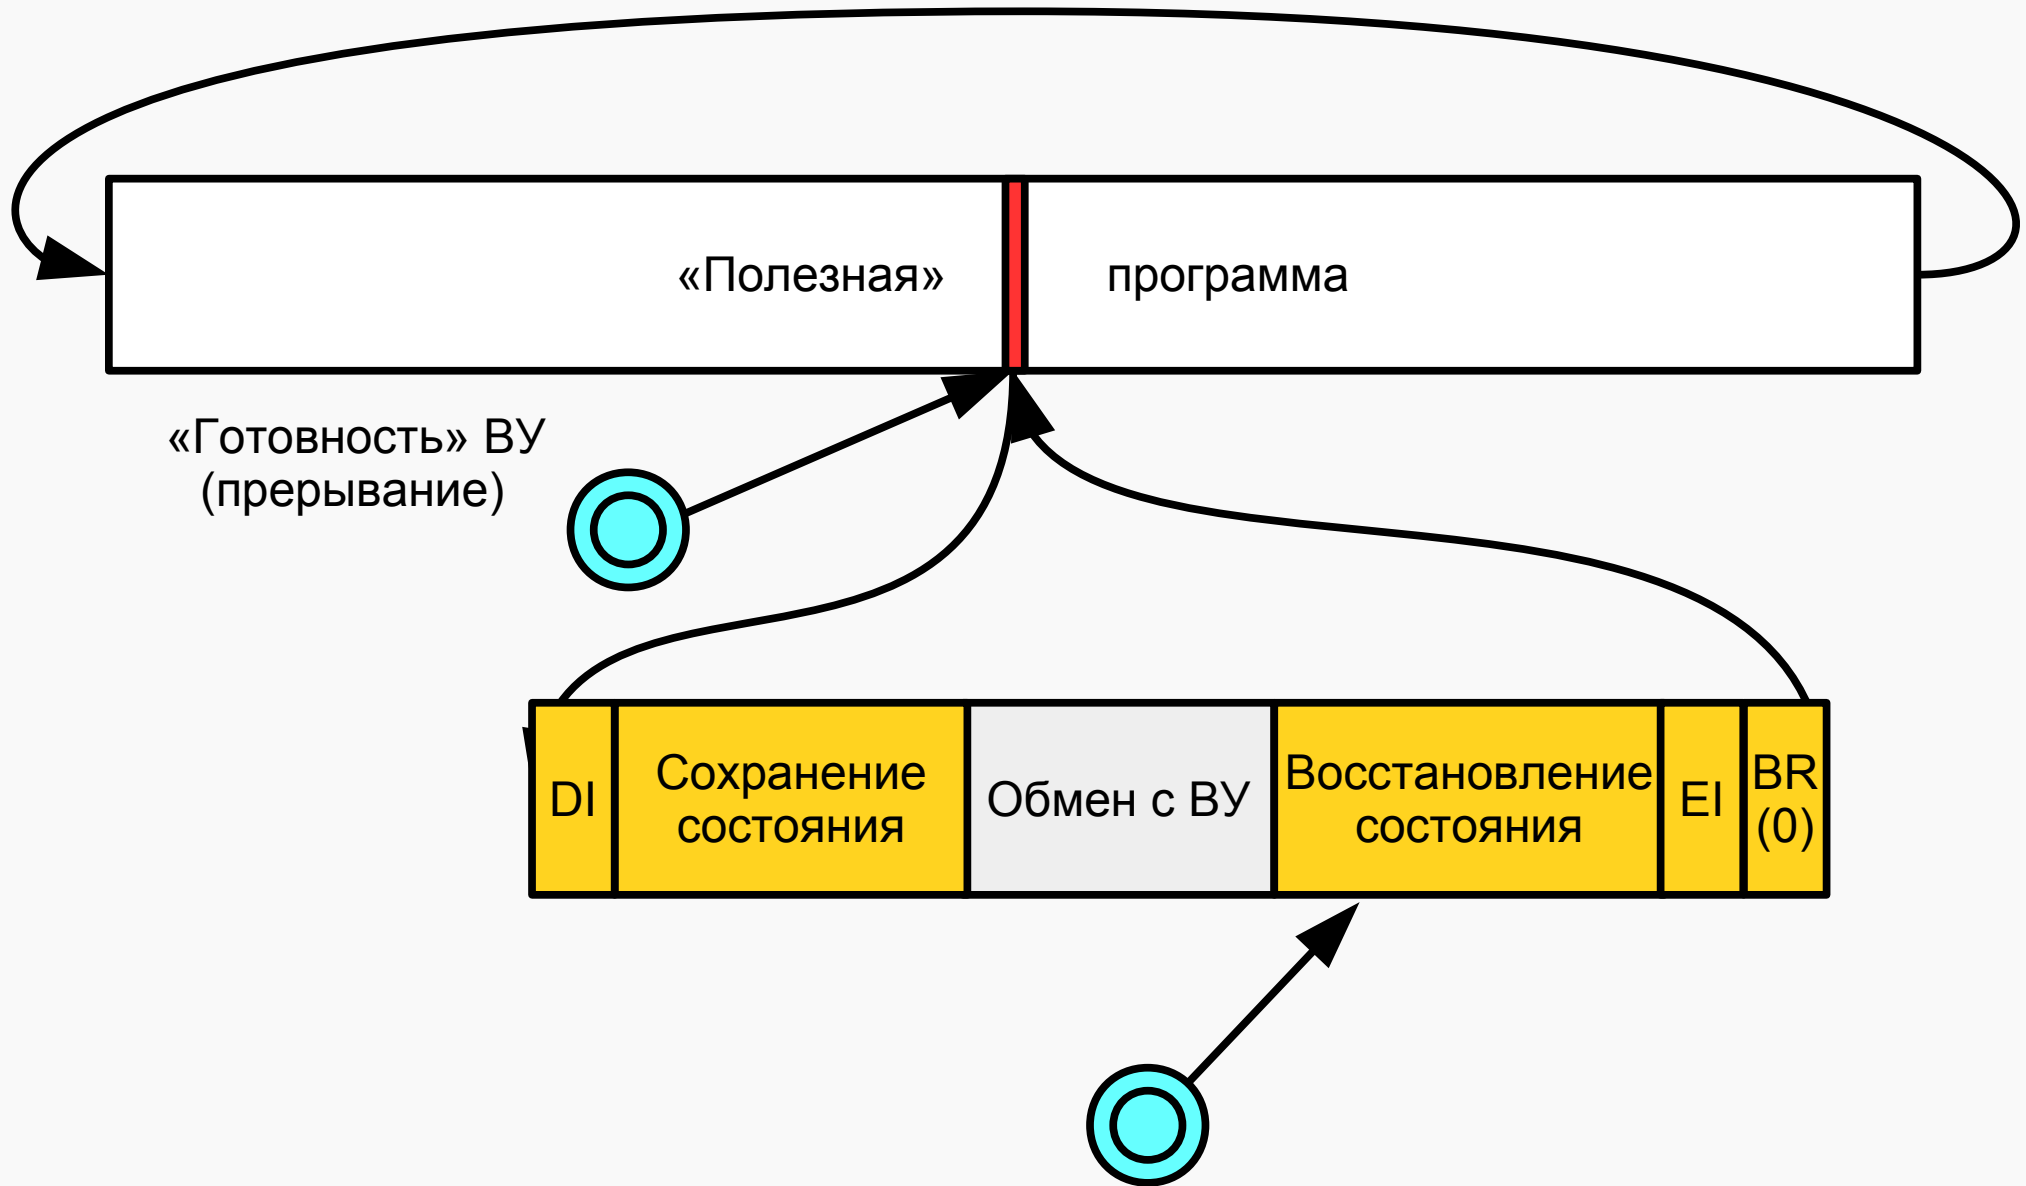 «Полезная» программа
«Готовность» ВУ
(прерывание)
DI
Сохранение
состояния
Обмен с ВУ
Восстановление
состояния
EI
BR
(0)